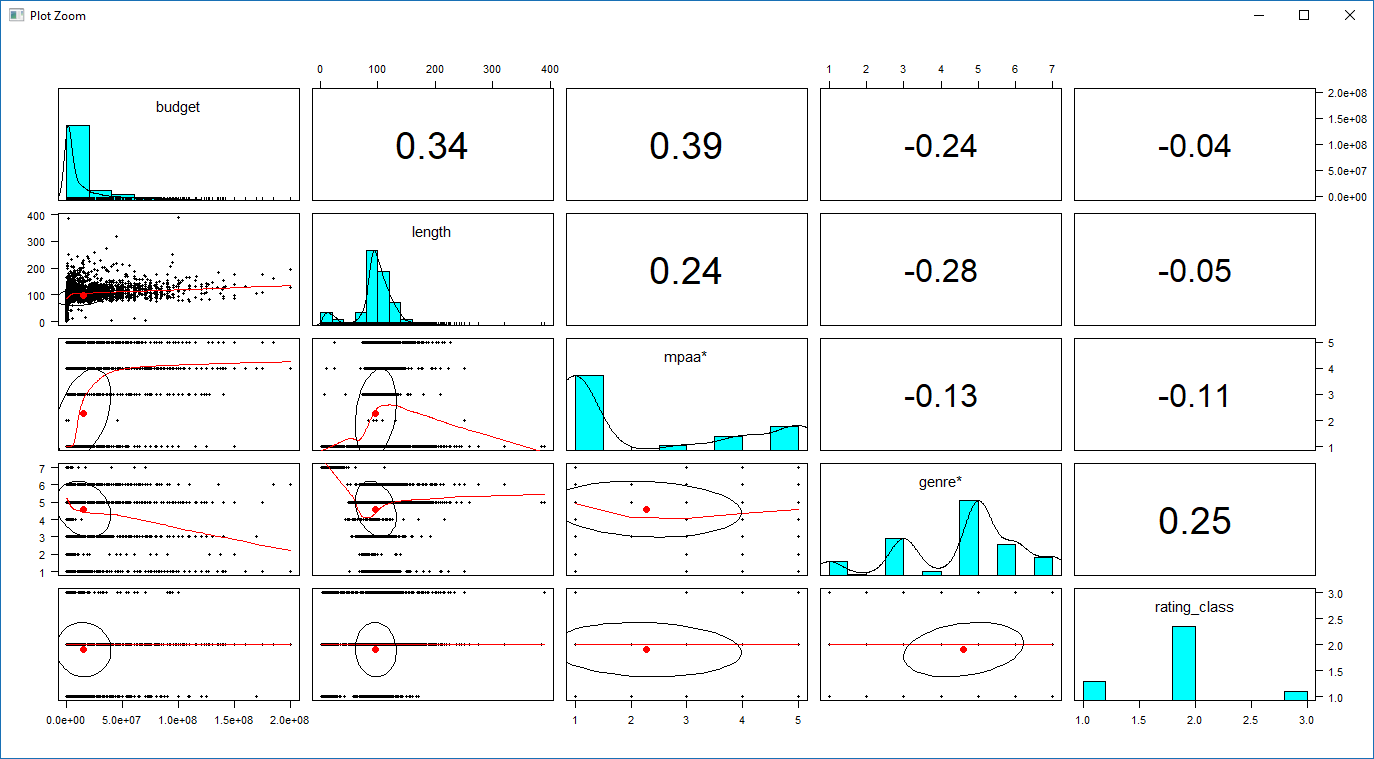 Plot Zoom
0 100 200 300 400
1 2 3 4 5 6 7
budget
0.34
0.39
-0.24
-0.04
2.0e+08
1.5e+08
1.0e+08
5.0e+07
0.0e+00
400
300
200
100
0
length
0.24
-0.28
-0.05
mpaa*
-0.13
-0.11
5
4
3
2
1
7
6
5
4
3
2
1
genre*
0.25
rating_class
3.0
2.5
2.0
1.5
1.0
0.0e+00 5.0e+07 1.0e+08 2.0e+08
1 2 3 4 5
1.0 1.5 2.0 2.5 3.0